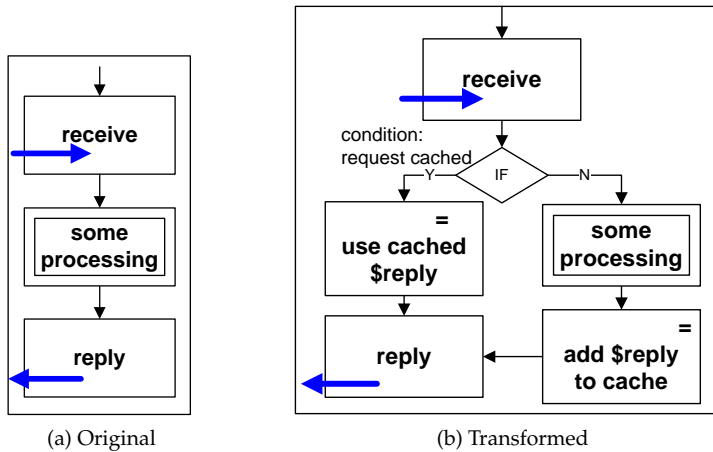 receive
some
processing
reply
(a) Original
receive
condition:
request cached
IF
Y
N
=
use cached
$reply
some
processing
reply
=
add $reply
to cache
(b) Transformed